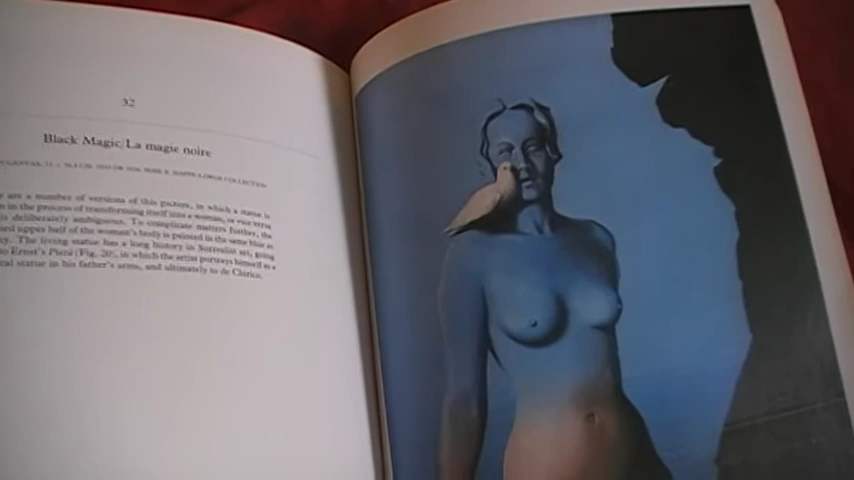 32
Black Magic/La magie noire
are a number of versions of this picture, in which a statue is
in the process of transforming itself into a woman, or vice versa
is deliberately ambiguous. To complicate matters further, the
upper half of the woman's body is painted in the same blue as
The living statue has a long history in Surrealist art, going
to Ernst's Pietà (Fig. 20), in which the artist portrays himself as a
statue in his father's arms, and ultimately to de Chirico.